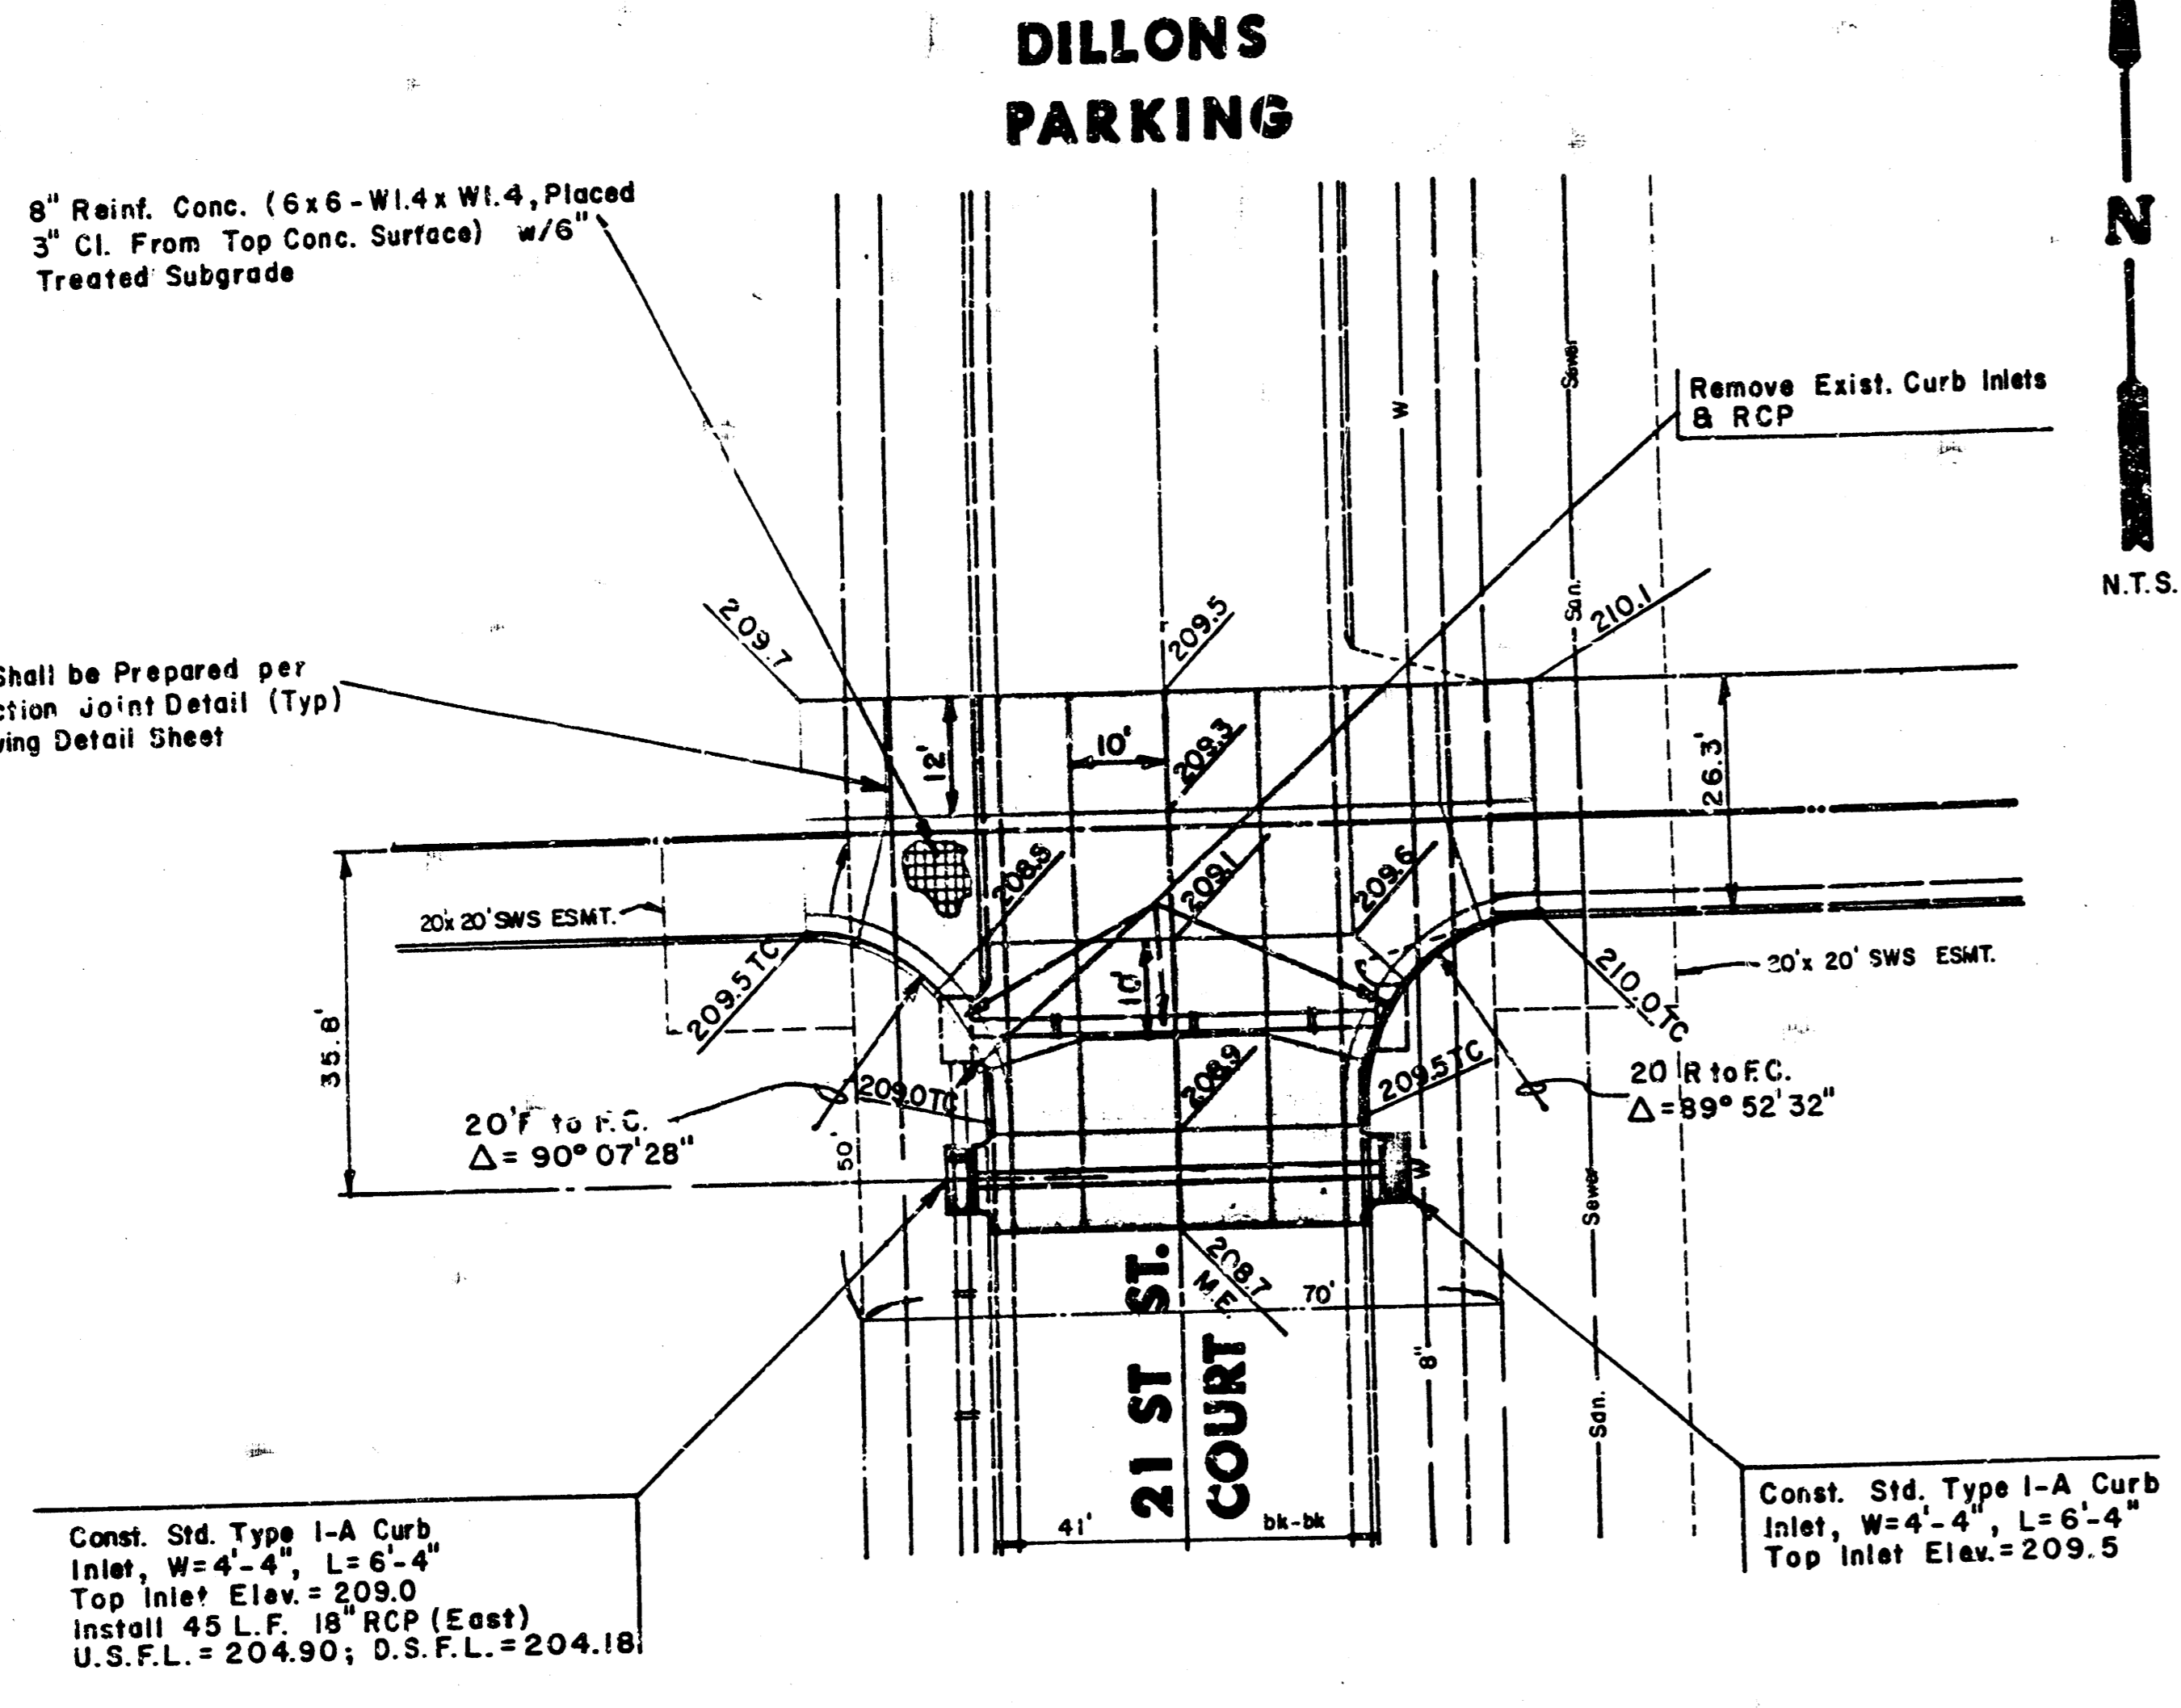 DILLONS
PARKING
8" Reinf. Conc. (6x6-W1.4xW1.4, Placed
3" Cl. From Top Conc. Surface) w/6"
Treated Subgrade
N
N.T.S.
Remove Exist. Curb Inlets
& RCP
W
Sewer
San.
209.7
209.5
210.1
Shall be Prepared per
ction Joint Detail (Typ)
ving Detail Sheet
12'
10'
209.3
26.3'
208.9
209.1
209.6
20'x 20' SWS ESMT.
20'x 20' SWS ESMT.
209.5 TC
210.0 TC
35.8'
10'
209.0 TC
208.9
209.5 TC
20' to F.C.
Δ= 90° 07' 28"
20' R to F.C.
Δ=89° 52' 32"
50'
W
Sewer
208.7
M.E.
70'
8"
San.
21 ST ST.
COURT
41'
bk-bk
Const. Std. Type I-A Curb
Inlet, W=4'-4", L=6'-4"
Top Inlet Elev.= 209.0
Install 45 L.F. 18" RCP (East)
U.S.F.L.= 204.90; D.S.F.L.=204.18
Const. Std. Type I-A Curb
Inlet, W=4'-4", L=6'-4"
Top Inlet Elev.=209.5